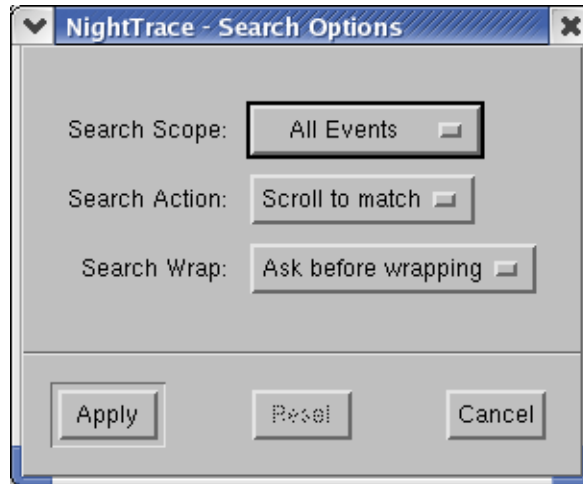 NightTrace - Search Options
Search Scope: All Events
Search Action: Scroll to match
Search Wrap: Ask before wrapping
Apply Reset Cancel